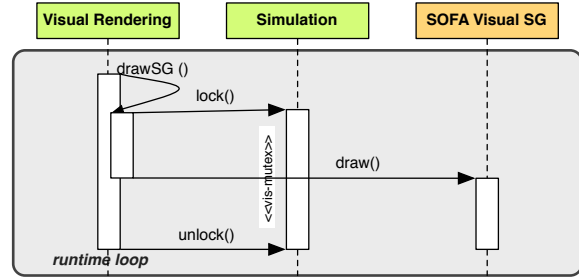 Visual Rendering
Simulation
SOFA Visual SG
drawSG ()
lock()
<<vis-mutex>>
draw()
unlock()
runtime loop